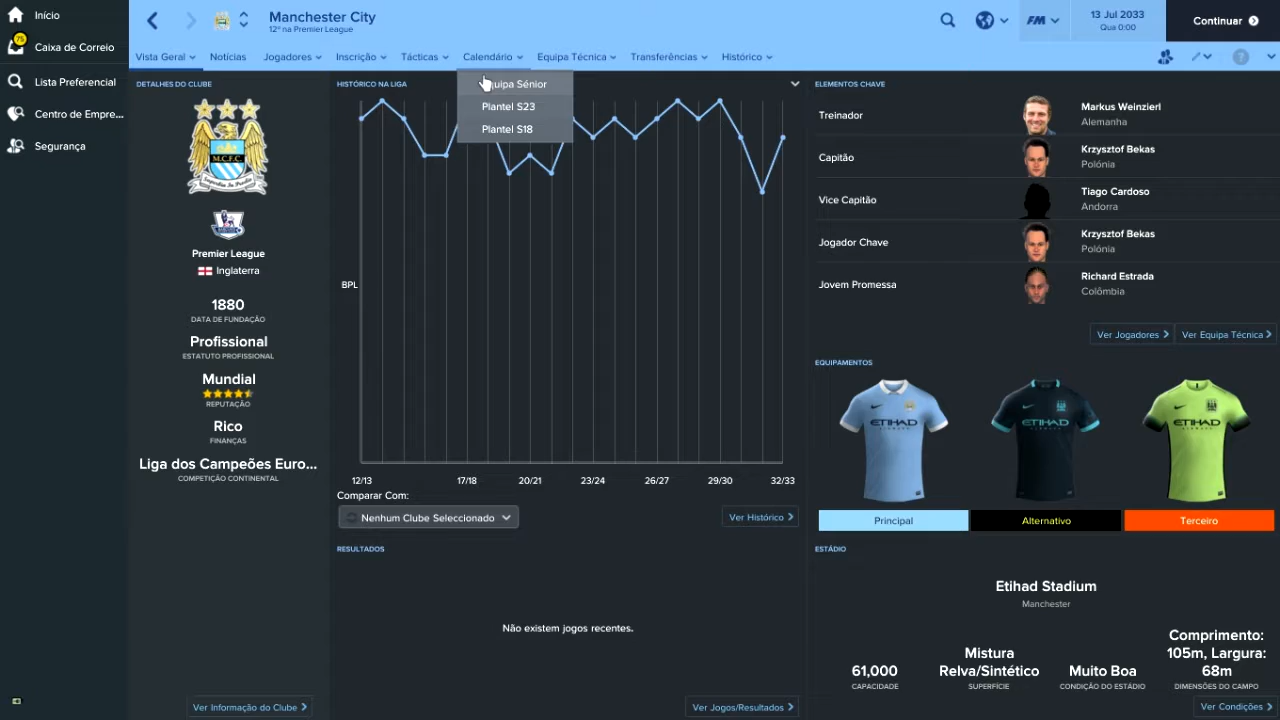 Início
75
Caixa de Correio
Lista Preferencial
Centro de Empre...
Segurança
Manchester City
12º na Premier League
FM
13 Jul 2033
Qua 0:00
Continuar
Vista Geral
Notícias
Jogadores
Inscrição
Tácticas
Calendário
Equipa Técnica
Transferências
Histórico
Equipa Sénior
Plantel S23
Plantel S18
DETALHES DO CLUBE
M.C.F.C.
Premier League
Inglaterra
1880
DATA DE FUNDAÇÃO
Profissional
ESTATUTO PROFISSIONAL
Mundial
REPUTAÇÃO
Rico
FINANÇAS
Liga dos Campeões Euro...
COMPETIÇÃO CONTINENTAL
Ver Informação do Clube
HISTÓRICO NA LIGA
BPL
12/13 17/18 20/21 23/24 26/27 29/30 32/33
Comparar Com:
Nenhum Clube Seleccionado
Ver Histórico
RESULTADOS
Não existem jogos recentes.
Ver Jogos/Resultados
ELEMENTOS CHAVE
Treinador
Markus Weinzierl
Alemanha
Capitão
Krzysztof Bekas
Polónia
Vice Capitão
Tiago Cardoso
Andorra
Jogador Chave
Krzysztof Bekas
Polónia
Jovem Promessa
Richard Estrada
Colômbia
Ver Jogadores
Ver Equipa Técnica
EQUIPAMENTOS
ETIHAD
ETIHAD
ETIHAD
Principal
Alternativo
Terceiro
ESTÁDIO
Etihad Stadium
Manchester
61,000
CAPACIDADE
Mistura
Relva/Sintético
SUPERFÍCIE
Muito Boa
CONDIÇÃO DO ESTÁDIO
Comprimento:
105m, Largura:
68m
DIMENSÕES DO CAMPO
Ver Condições